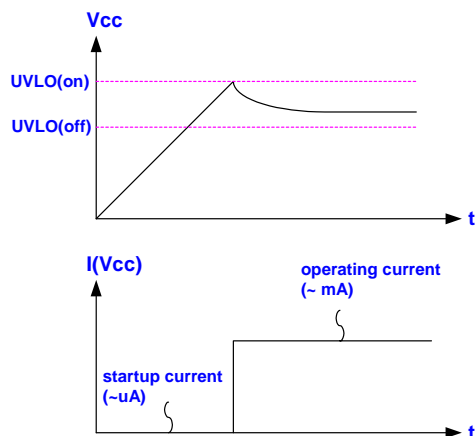 Vcc
UVLO(on)
UVLO(off)
t
I(Vcc)
operating current
(~ mA)
startup current
(~uA)
t